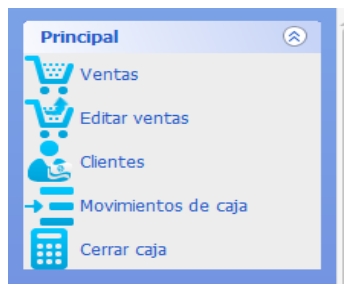 Principal
Ventas
Editar ventas
Clientes
Movimientos de caja
Cerrar caja